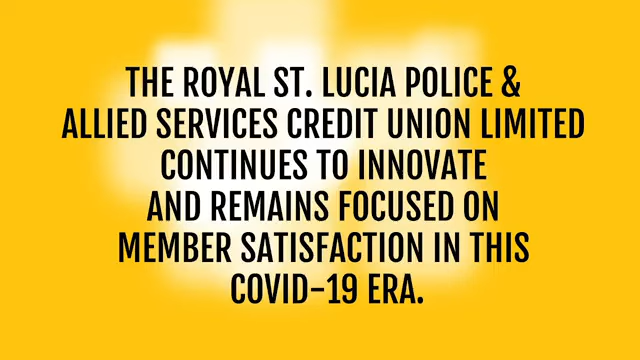 THE ROYAL ST. LUCIA POLICE &
ALLIED SERVICES CREDIT UNION LIMITED
CONTINUES TO INNOVATE
AND REMAINS FOCUSED ON
MEMBER SATISFACTION IN THIS
COVID-19 ERA.